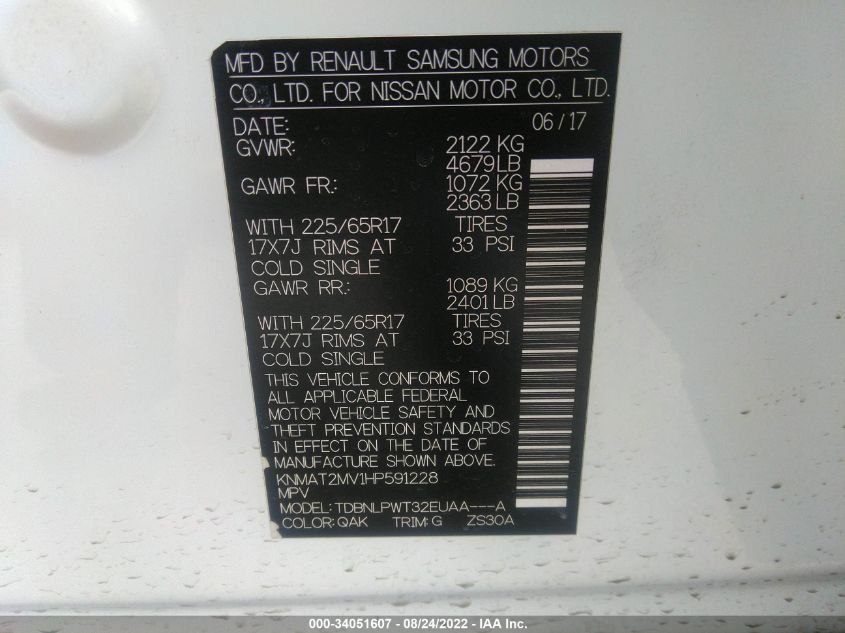 MFD BY RENAULT SAMSUNG MOTORS
CO., LTD. FOR NISSAN MOTOR CO., LTD.
DATE: 06/17
GVWR: 2122 KG
4679LB
GAWR FR.: 1072 KG
2363 LB
WITH 225/65R17 TIRES
17X7J RIMS AT 33 PSI
COLD SINGLE
GAWR RR.: 1089 KG
2401 LB
WITH 225/65R17 TIRES
17X7J RIMS AT 33 PSI
COLD SINGLE
THIS VEHICLE CONFORMS TO
ALL APPLICABLE FEDERAL
MOTOR VEHICLE SAFETY AND
THEFT PREVENTION STANDARDS
IN EFFECT ON THE DATE OF
MANUFACTURE SHOWN ABOVE.
KNMAT2MV1HP591228
MPV
MODEL: TDBNLPWT32EUAA---A
COLOR: QAK TRIM: G ZS30A
000-34051607 - 08/24/2022 - IAA Inc.